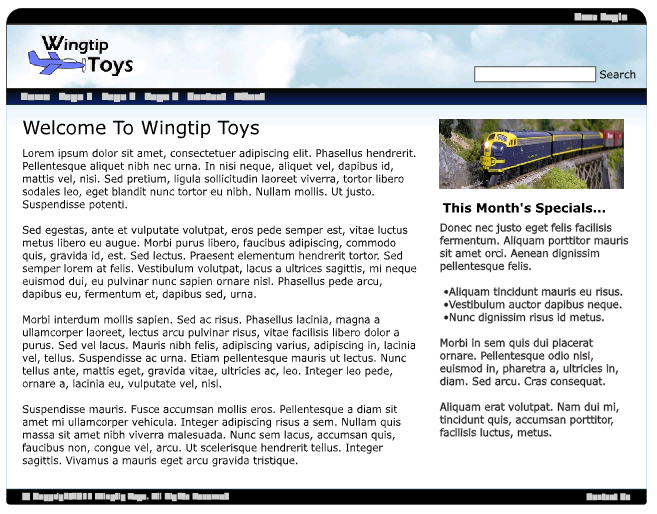 Wingtip
Toys
Search
Welcome To Wingtip Toys
Lorem ipsum dolor sit amet, consectetuer adipiscing elit. Phasellus hendrerit.
Pellentesque aliquet nibh nec urna. In nisi neque, aliquet vel, dapibus id,
mattis vel, nisi. Sed pretium, ligula sollicitudin laoreet viverra, tortor libero
sodales leo, eget blandit nunc tortor eu nibh. Nullam mollis. Ut justo.
Suspendisse potenti.
Sed egestas, ante et vulputate volutpat, eros pede semper est, vitae luctus
metus libero eu augue. Morbi purus libero, faucibus adipiscing, commodo
quis, gravida id, est. Sed lectus. Praesent elementum hendrerit tortor. Sed
semper lorem at felis. Vestibulum volutpat, lacus a ultrices sagittis, mi neque
euismod dui, eu pulvinar nunc sapien ornare nisl. Phasellus pede arcu,
dapibus eu, fermentum et, dapibus sed, urna.
Morbi interdum mollis sapien. Sed ac risus. Phasellus lacinia, magna a
ullamcorper laoreet, lectus arcu pulvinar risus, vitae facilisis libero dolor a
purus. Sed vel lacus. Mauris nibh felis, adipiscing varius, adipiscing in, lacinia
vel, tellus. Suspendisse ac urna. Etiam pellentesque mauris ut lectus. Nunc
tellus ante, mattis eget, gravida vitae, ultricies ac, leo. Integer leo pede,
ornare a, lacinia eu, vulputate vel, nisl.
Suspendisse mauris. Fusce accumsan mollis eros. Pellentesque a diam sit
amet mi ullamcorper vehicula. Integer adipiscing risus a sem. Nullam quis
massa sit amet nibh viverra malesuada. Nunc sem lacus, accumsan quis,
faucibus non, congue vel, arcu. Ut scelerisque hendrerit tellus. Integer
sagittis. Vivamus a mauris eget arcu gravida tristique.
This Month's Specials...
Donec nec justo eget felis facilisis
fermentum. Aliquam porttitor mauris
sit amet orci. Aenean dignissim
pellentesque felis.
•Aliquam tincidunt mauris eu risus.
•Vestibulum auctor dapibus neque.
•Nunc dignissim risus id metus.
Morbi in sem quis dui placerat
ornare. Pellentesque odio nisi,
euismod in, pharetra a, ultricies in,
diam. Sed arcu. Cras consequat.
Aliquam erat volutpat. Nam dui mi,
tincidunt quis, accumsan porttitor,
facilisis luctus, metus.